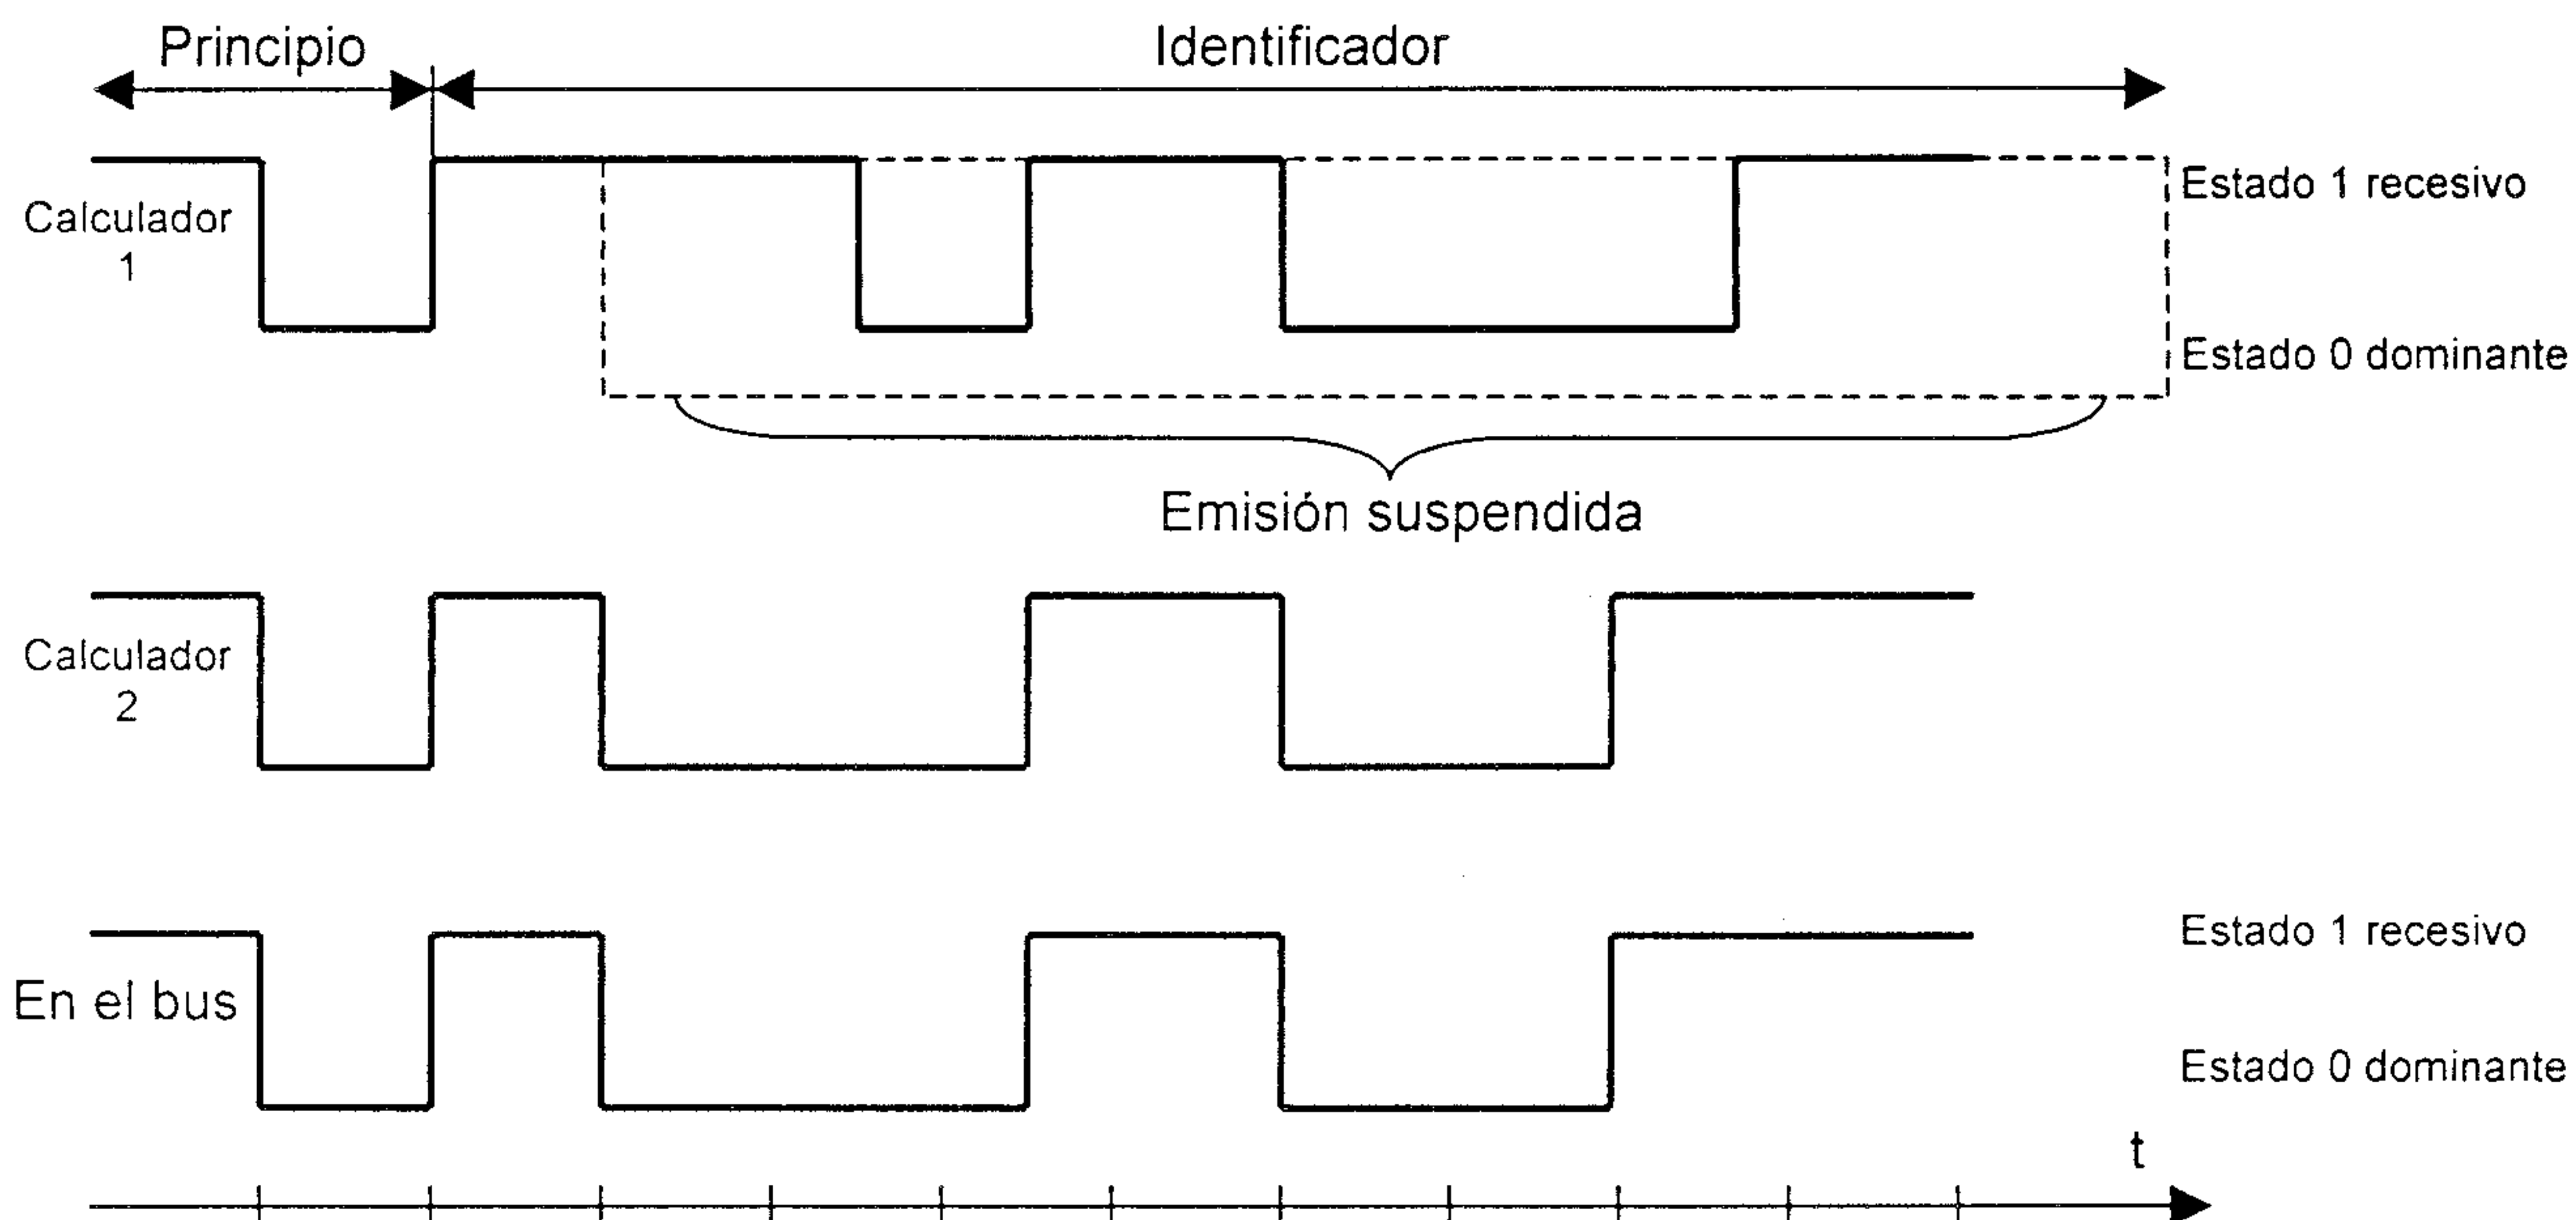 Principio
Identificador
Calculador
1
Estado 1 recesivo
Estado 0 dominante
Emisión suspendida
Calculador
2
En el bus
Estado 1 recesivo
Estado 0 dominante
t